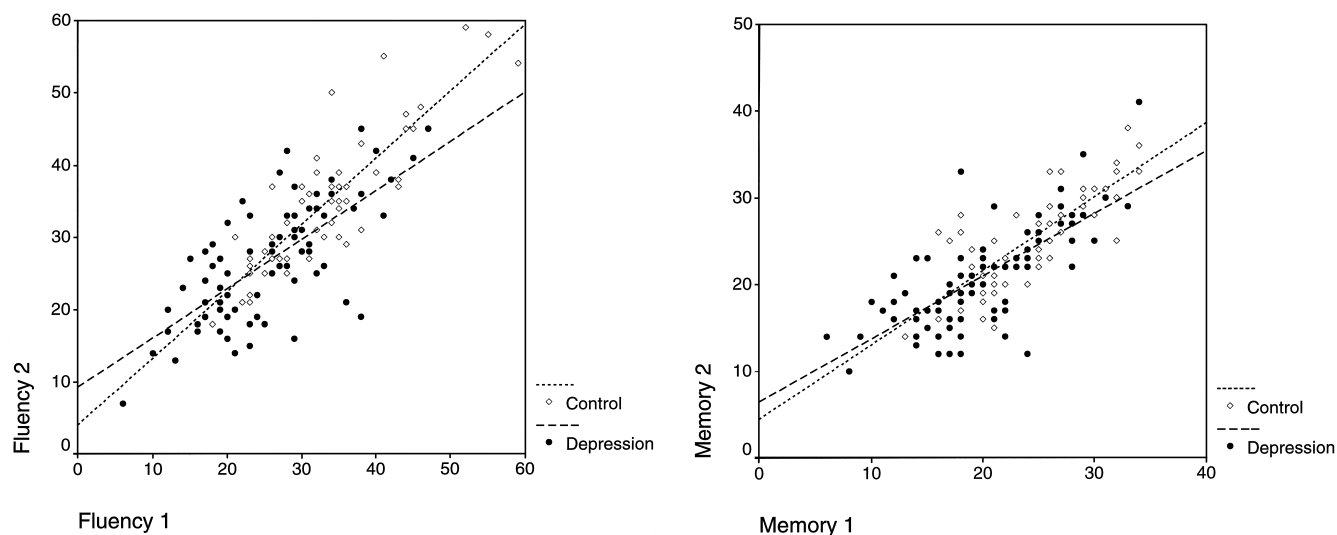 60
50
40
30
20
10
0
Fluency 2
0 10 20 30 40 50 60
Fluency 1
Control
Depression
50
40
30
20
10
0
Memory 2
0 10 20 30 40
Memory 1
Control
Depression